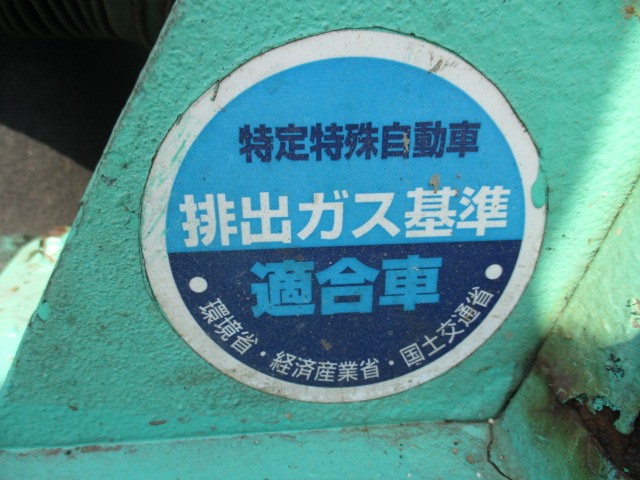 特定特殊自動車
排出ガス基準
適合車
環境省・経済産業省・国土交通省